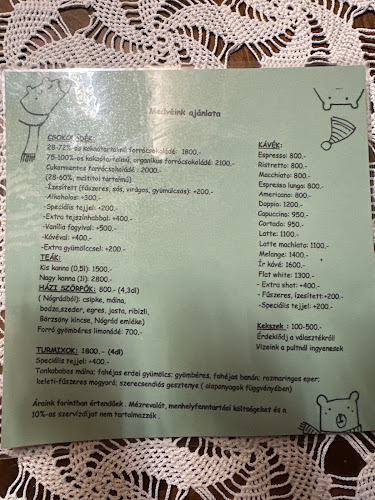 Medvéink ajánlata
CSOKOLÁDÉK:
28-72%-os kakaótartalmú forrócsokoládé: 1800.-
75-100%-os kakaótartalmú, organikus forrócsokoládé: 2100.-
Cukormentes forrócsokoládé: 2000.-
(28-60%, maltitol tartalmú)
-Ízesített (fűszeres, sós, virágos, gyümölcsös): +200.-
-Alkoholos: +300.-
-Speciális tejjel: +200.-
-Extra tejszínhabbal: +400.-
-Vanília fagyival: +500.-
-Kávéval: +400.-
-Extra gyümölccsel: +200.-
TEÁK:
Kis kanna (0,5l): 1500.-
Nagy kanna (1l): 2800.-
HÁZI SZÖRPÖK: 800.- (4,3dl)
( Nógrádból): csipke, málna,
bodza,szeder, egres, josta, ribizli,
Börzsöny kincse, Nógrád emléke)
Forró gyömbéres limonádé: 700.-
TURMIXOK: 1800.- (4dl)
Speciális tejjel: +400.-
Tonkababos málna; fahéjas erdei gyümölcs; gyömbéres, fahéjas banán; rozmaringos eper;
keleti-fűszeres mogyoró; szerecsendiós gesztenye ( alapanyagok függvényében)
KÁVÉK:
Espresso: 800.-
Ristretto: 800.-
Macchiato: 800.-
Espresso lungo: 800.-
Americano: 800.-
Doppio: 1200.-
Capuccino: 950.-
Cortado: 950.-
Latte: 1100.-
Latte machiato: 1100.-
Melange: 1400.-
Ír kávé: 1600.-
Flat white: 1300.-
- Extra shot: +400.-
- Fűszeres, ízesített:+200.-
-Speciális tejjel: +200.-
Kekszek : 100-500.-
Érdeklődj a választékról!
Vizeink a pultnál ingyenesek
Áraink forintban értendőek . Mézrevalót, menhelyfenntartási költségeket és a
10%-os szervízdíjat nem tartalmazzák .